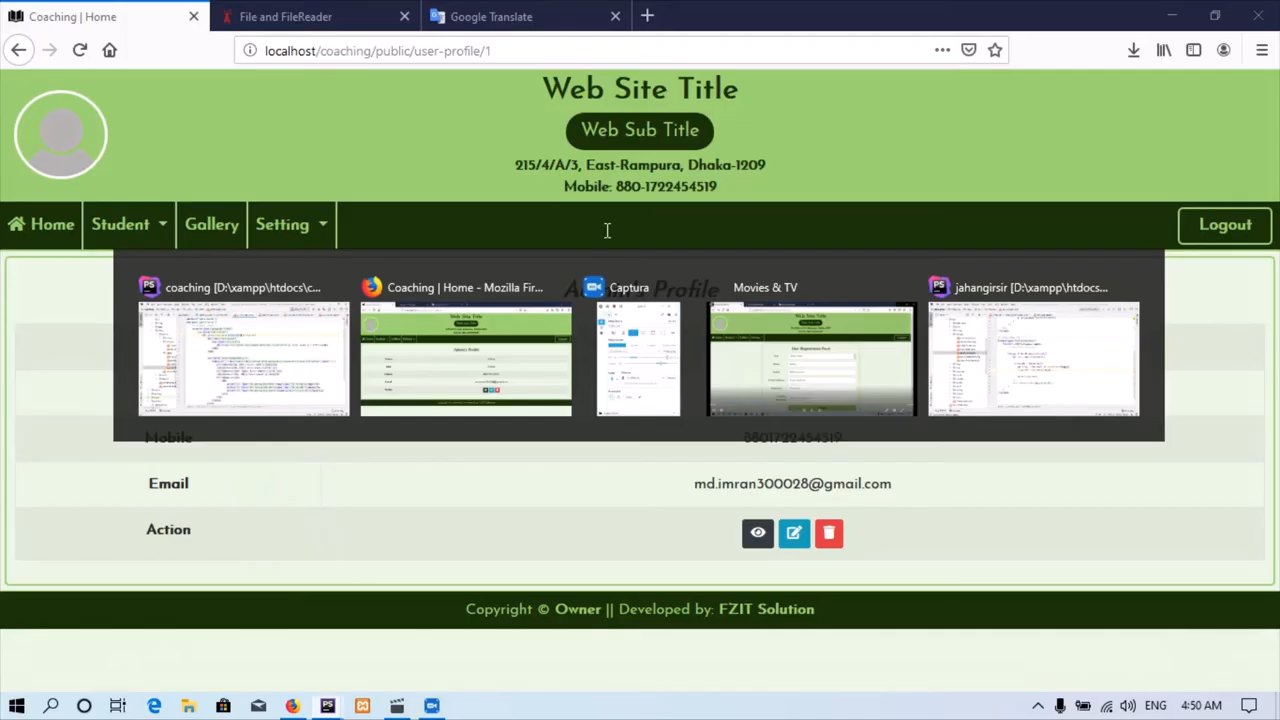 Coaching | Home
File and FileReader
Google Translate
localhost/coaching/public/user-profile/1
Web Site Title
Web Sub Title
215/4/A/3, East-Rampura, Dhaka-1209
Mobile: 880-1722454519
Home
Student
Gallery
Setting
Logout
Profile
coaching [D:\xampp\htdocs\c...
Coaching | Home - Mozilla Fir...
Captura
Movies & TV
jahangirsir [D:\xampp\htdocs...
Mobile
8801722454519
Email
md.imran300028@gmail.com
Action
Copyright © Owner || Developed by: FZIT Solution
ENG
4:50 AM